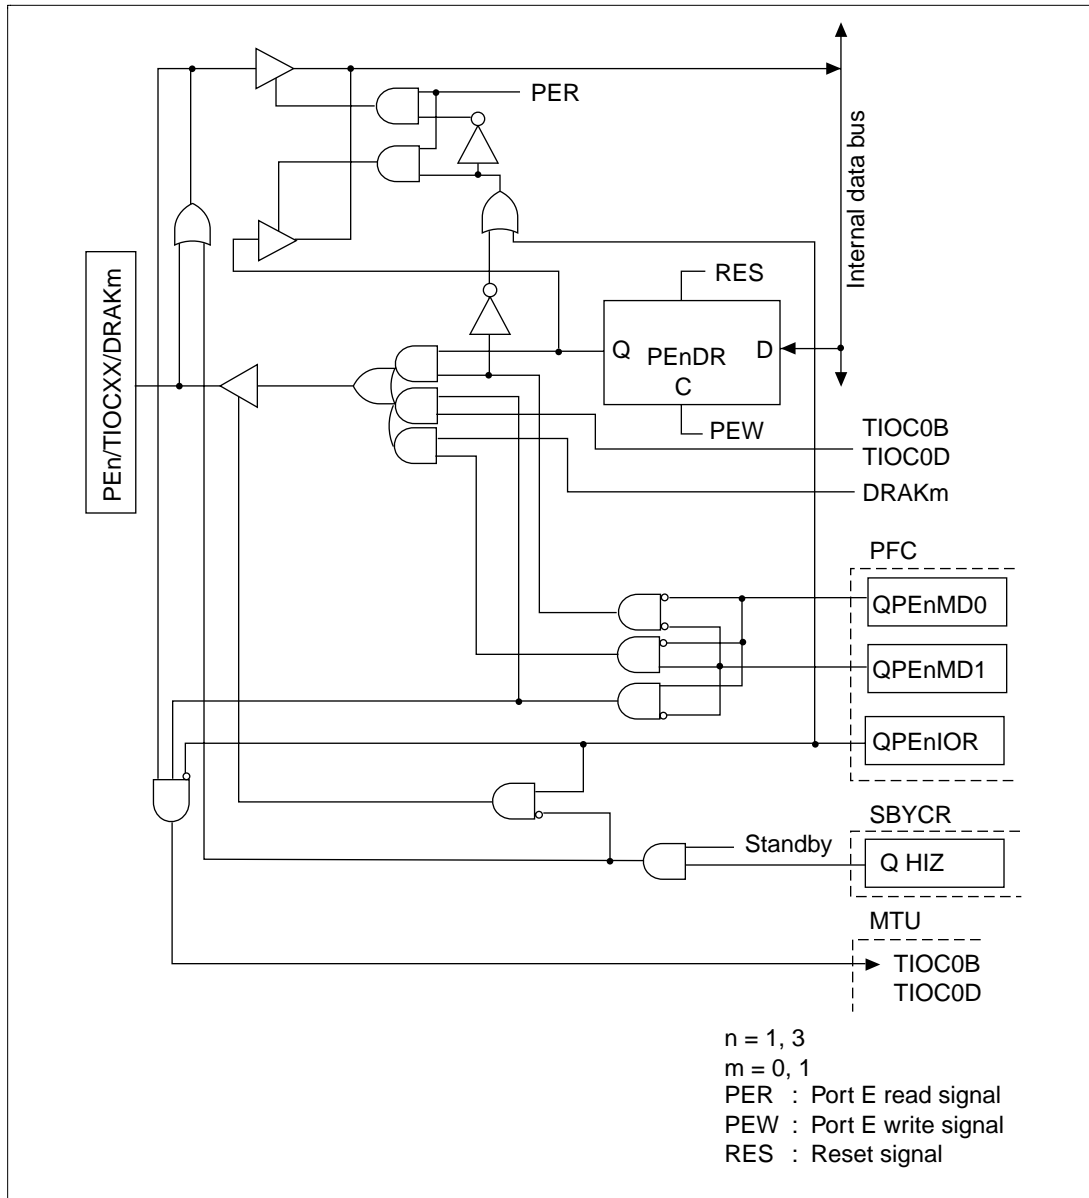 PER
Internal data bus
RES
PEn/TIOCXX/DRAKm
Q
PEnDR
D
C
PEW
TIOC0B
TIOC0D
DRAKm
PFC
QPEnMD0
QPEnMD1
QPEnIOR
SBYCR
Standby
Q HIZ
MTU
TIOC0B
TIOC0D
n = 1, 3
m = 0, 1
PER : Port E read signal
PEW : Port E write signal
RES : Reset signal